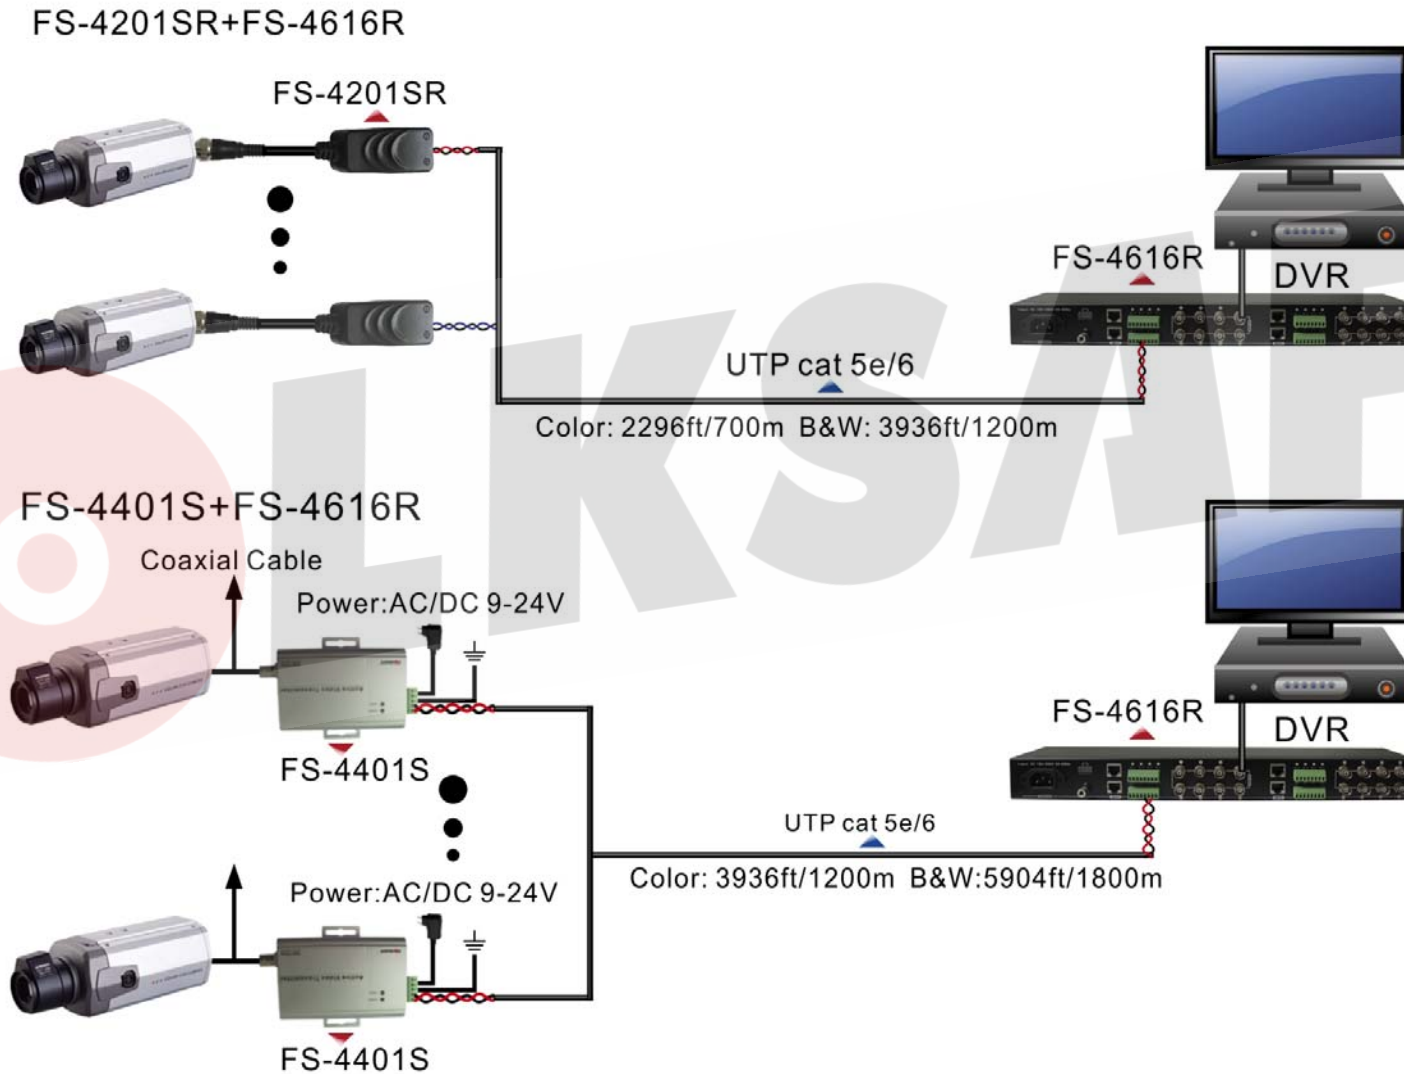 FS-4201SR+FS-4616R
FS-4201SR
FS-4616R
DVR
UTP cat 5e/6
Color: 2296ft/700m B&W: 3936ft/1200m
FS-4401S+FS-4616R
Coaxial Cable
Power:AC/DC 9-24V
FS-4401S
FS-4616R
DVR
UTP cat 5e/6
Color: 3936ft/1200m B&W:5904ft/1800m
Power:AC/DC 9-24V
FS-4401S
LKSAF